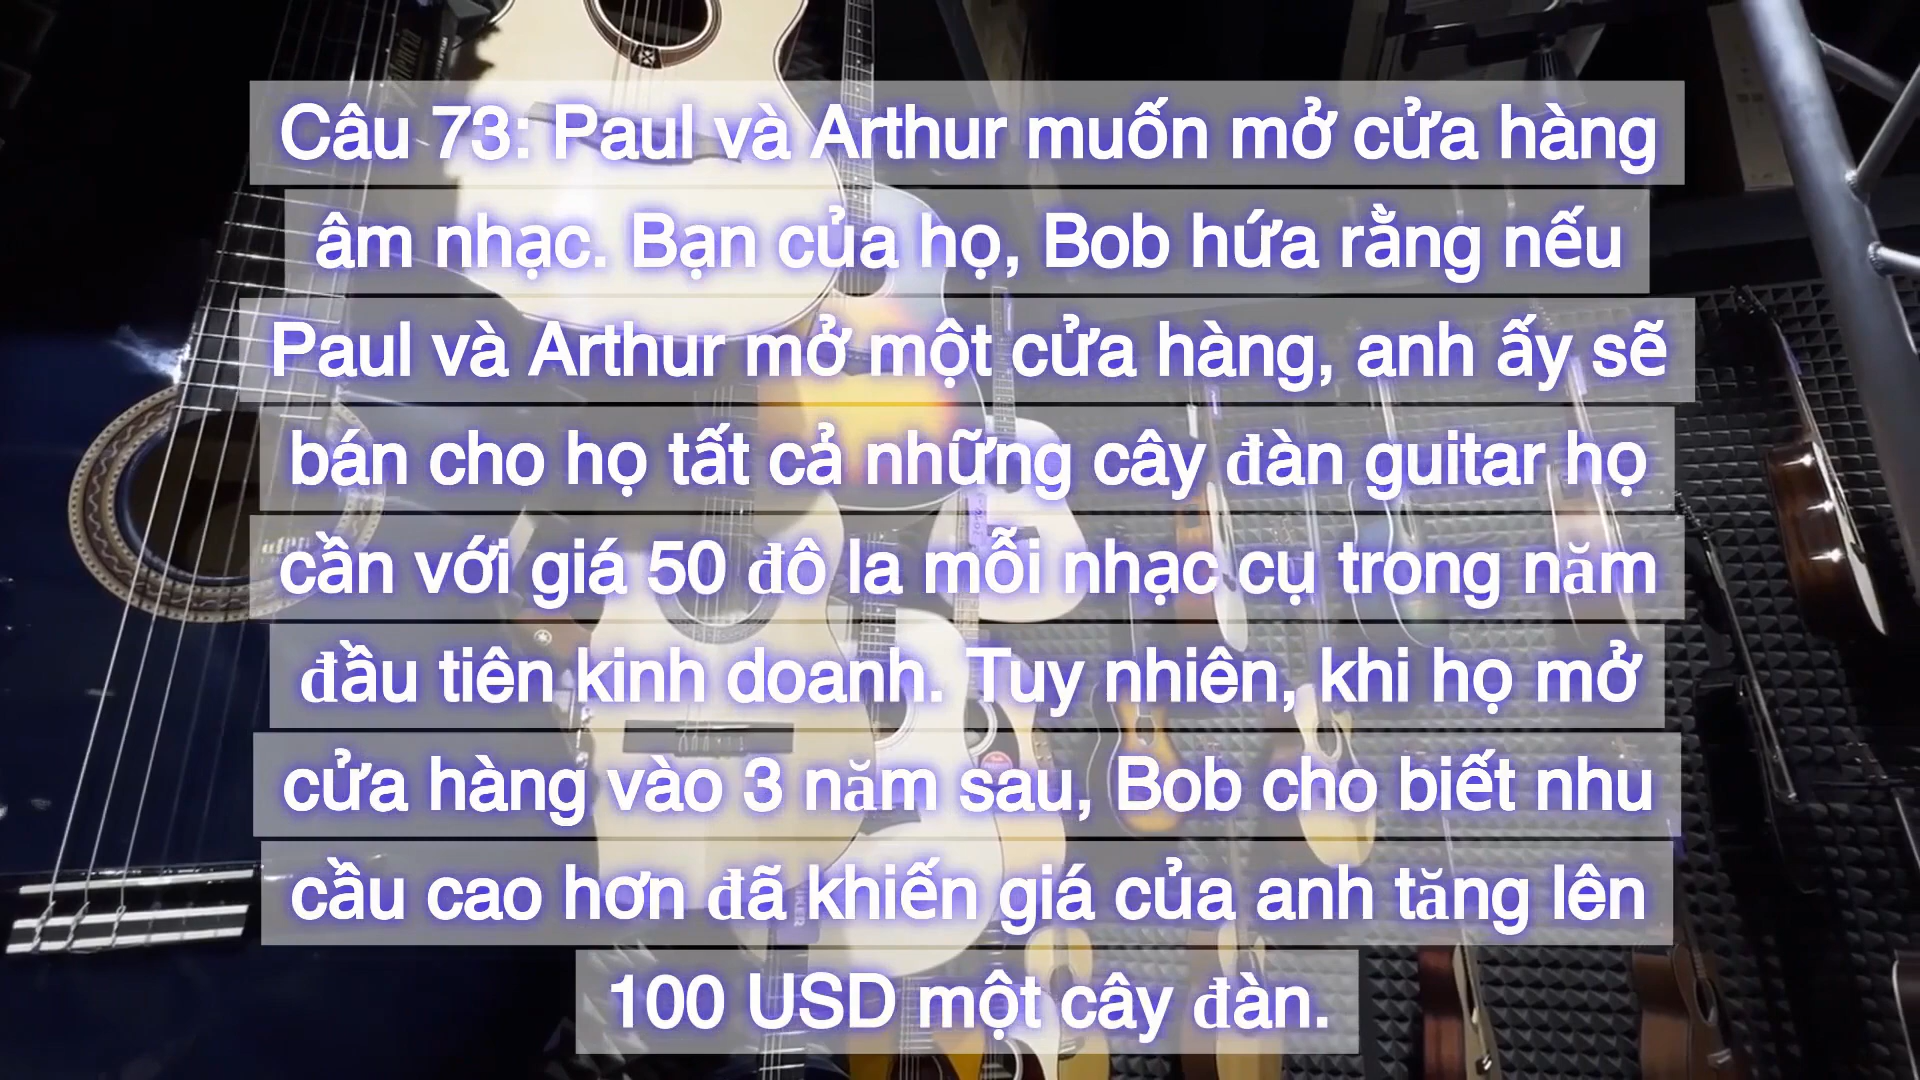 Câu 73: Paul và Arthur muốn mở cửa hàng
âm nhạc. Bạn của họ, Bob hứa rằng nếu
Paul và Arthur mở một cửa hàng, anh ấy sẽ
bán cho họ tất cả những cây đàn guitar họ
cần với giá 50 đô la mỗi nhạc cụ trong năm
đầu tiên kinh doanh. Tuy nhiên, khi họ mở
cửa hàng vào 3 năm sau, Bob cho biết nhu
cầu cao hơn đã khiến giá của anh tăng lên
100 USD một cây đàn.